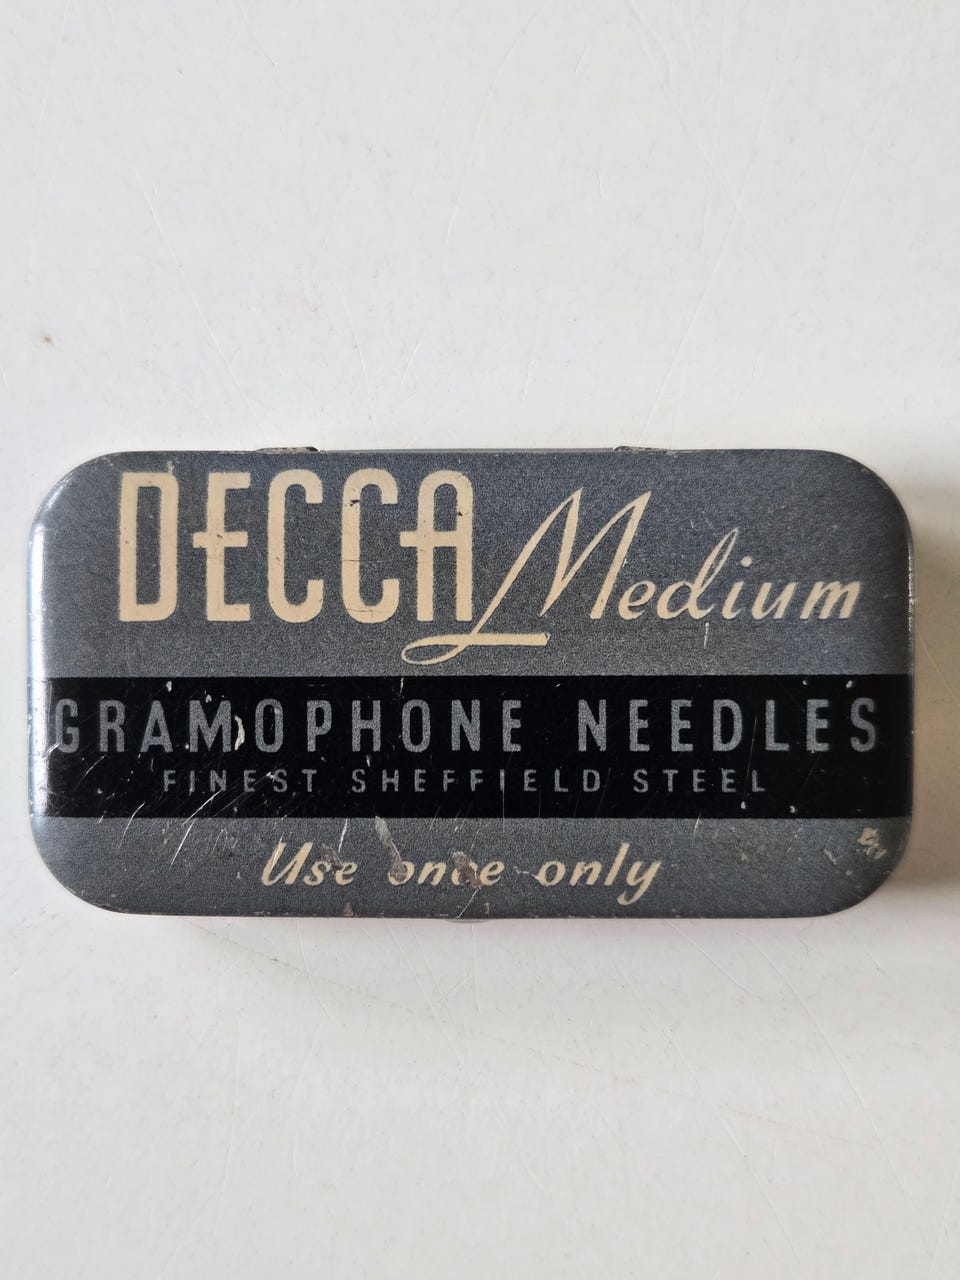 DECCA Medium
GRAMOPHONE NEEDLES
FINEST SHEFFIELD STEEL
Use once only